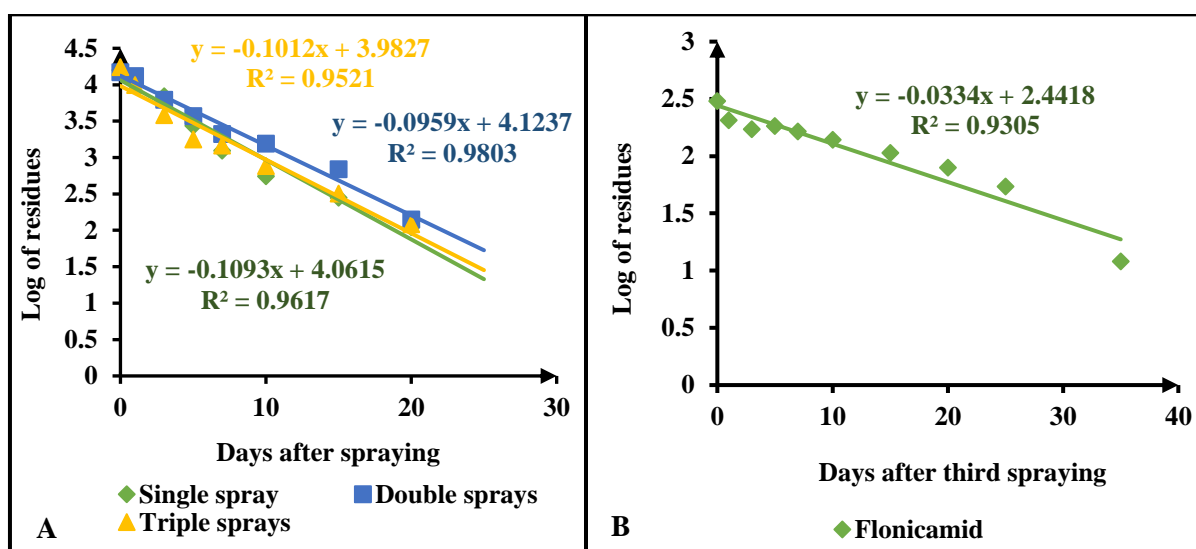 4.5
4
3.5
3
2.5
2
1.5
1
0.5
0
0
10
20
30
Log of residues
Days after spraying
y = -0.1012x + 3.9827
R² = 0.9521
y = -0.0959x + 4.1237
R² = 0.9803
y = -0.1093x + 4.0615
R² = 0.9617
Single spray
Double sprays
Triple sprays
A
3
2.5
2
1.5
1
0.5
0
0
10
20
30
40
Log of residues
Days after third spraying
y = -0.0334x + 2.4418
R² = 0.9305
Flonicamid
B